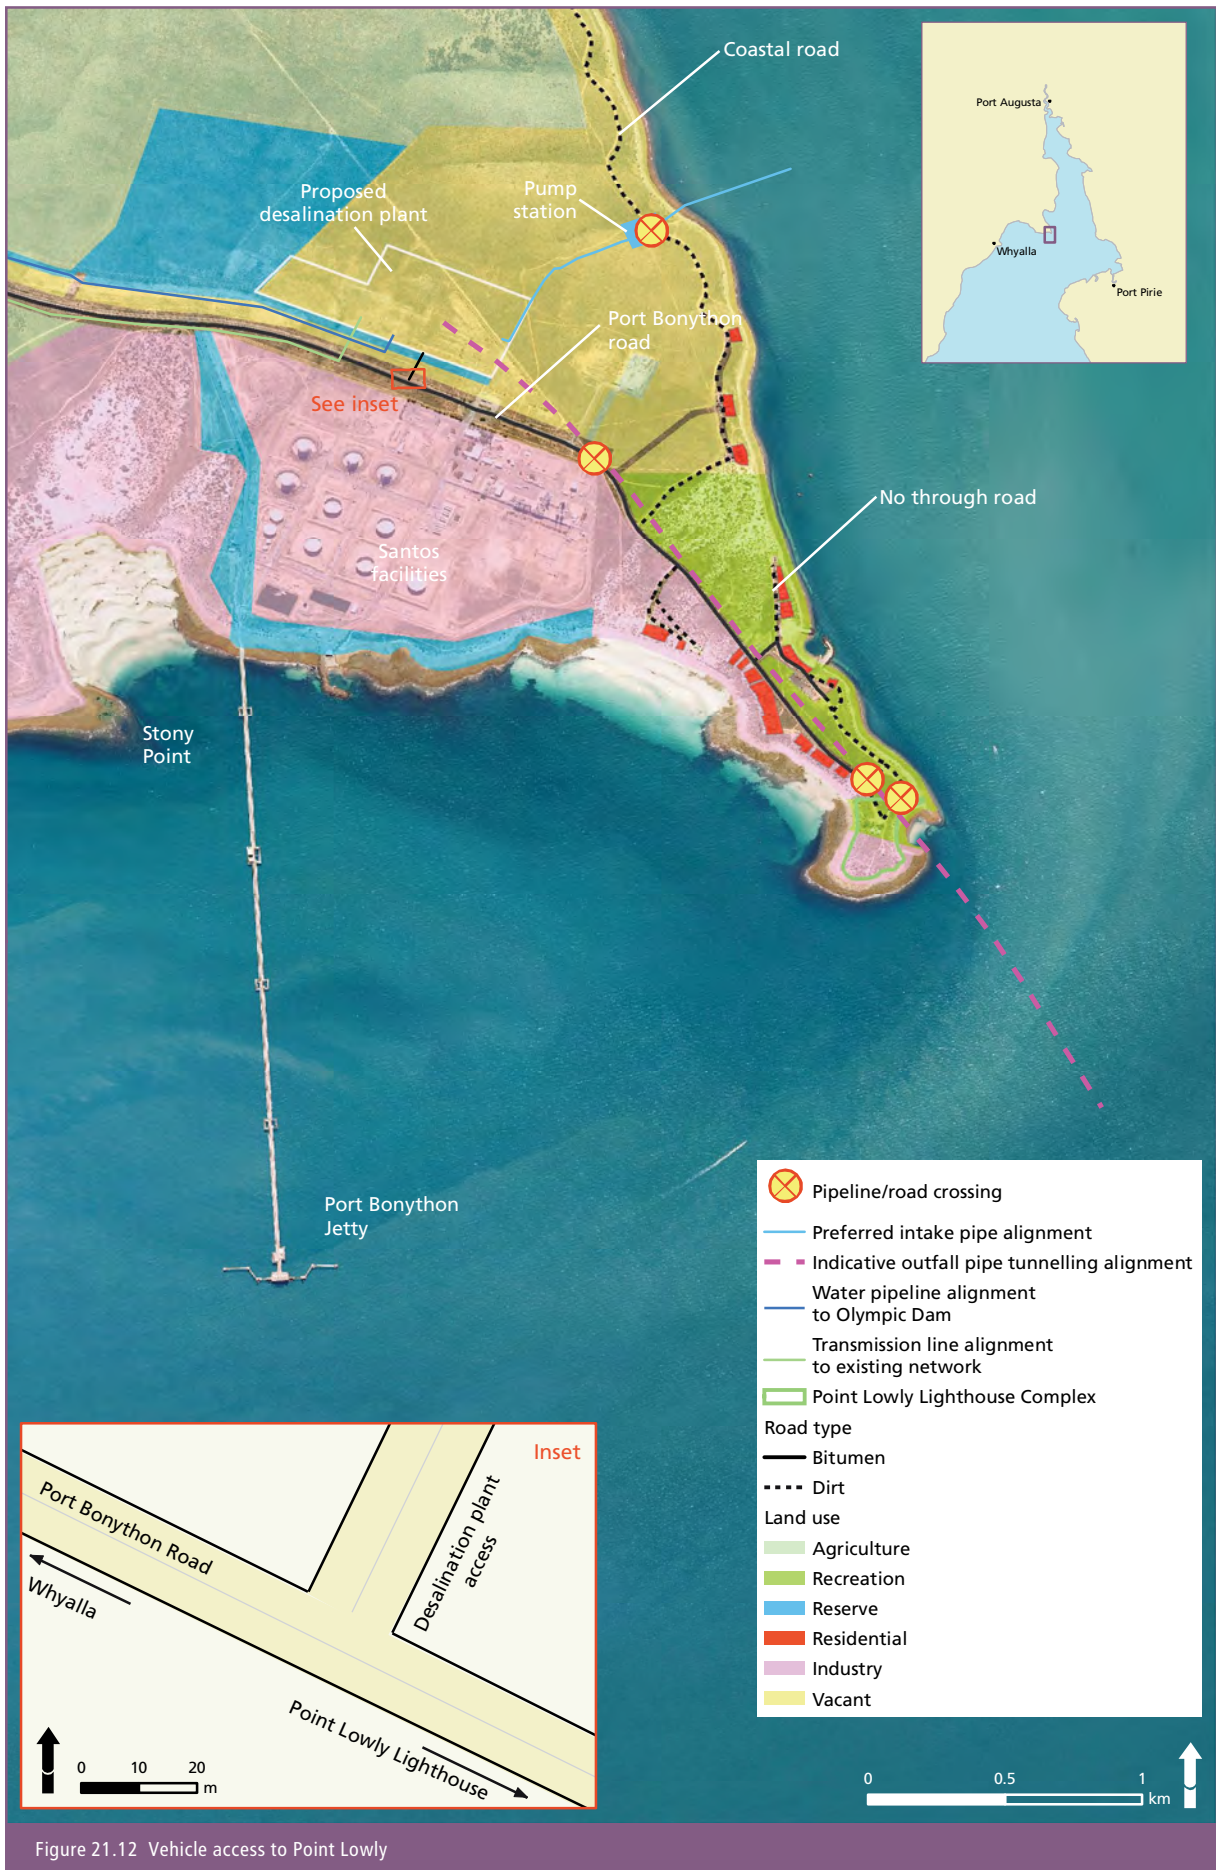 Coastal road
Port Augusta
Whyalla
Port Pirie
Proposed
desalination plant
Pump
station
Port Bonython
road
See inset
No through road
Santos
facilities
Stony
Point
Port Bonython
Jetty
Pipeline/road crossing
Preferred intake pipe alignment
Indicative outfall pipe tunnelling alignment
Water pipeline alignment
to Olympic Dam
Transmission line alignment
to existing network
Point Lowly Lighthouse Complex
Road type
Bitumen
Dirt
Land use
Agriculture
Recreation
Reserve
Residential
Industry
Vacant
Inset
Port Bonython Road
Desalination plant
access
Whyalla
Point Lowly Lighthouse
0 10 20
m
0 0.5 1
km
Figure 21.12 Vehicle access to Point Lowly